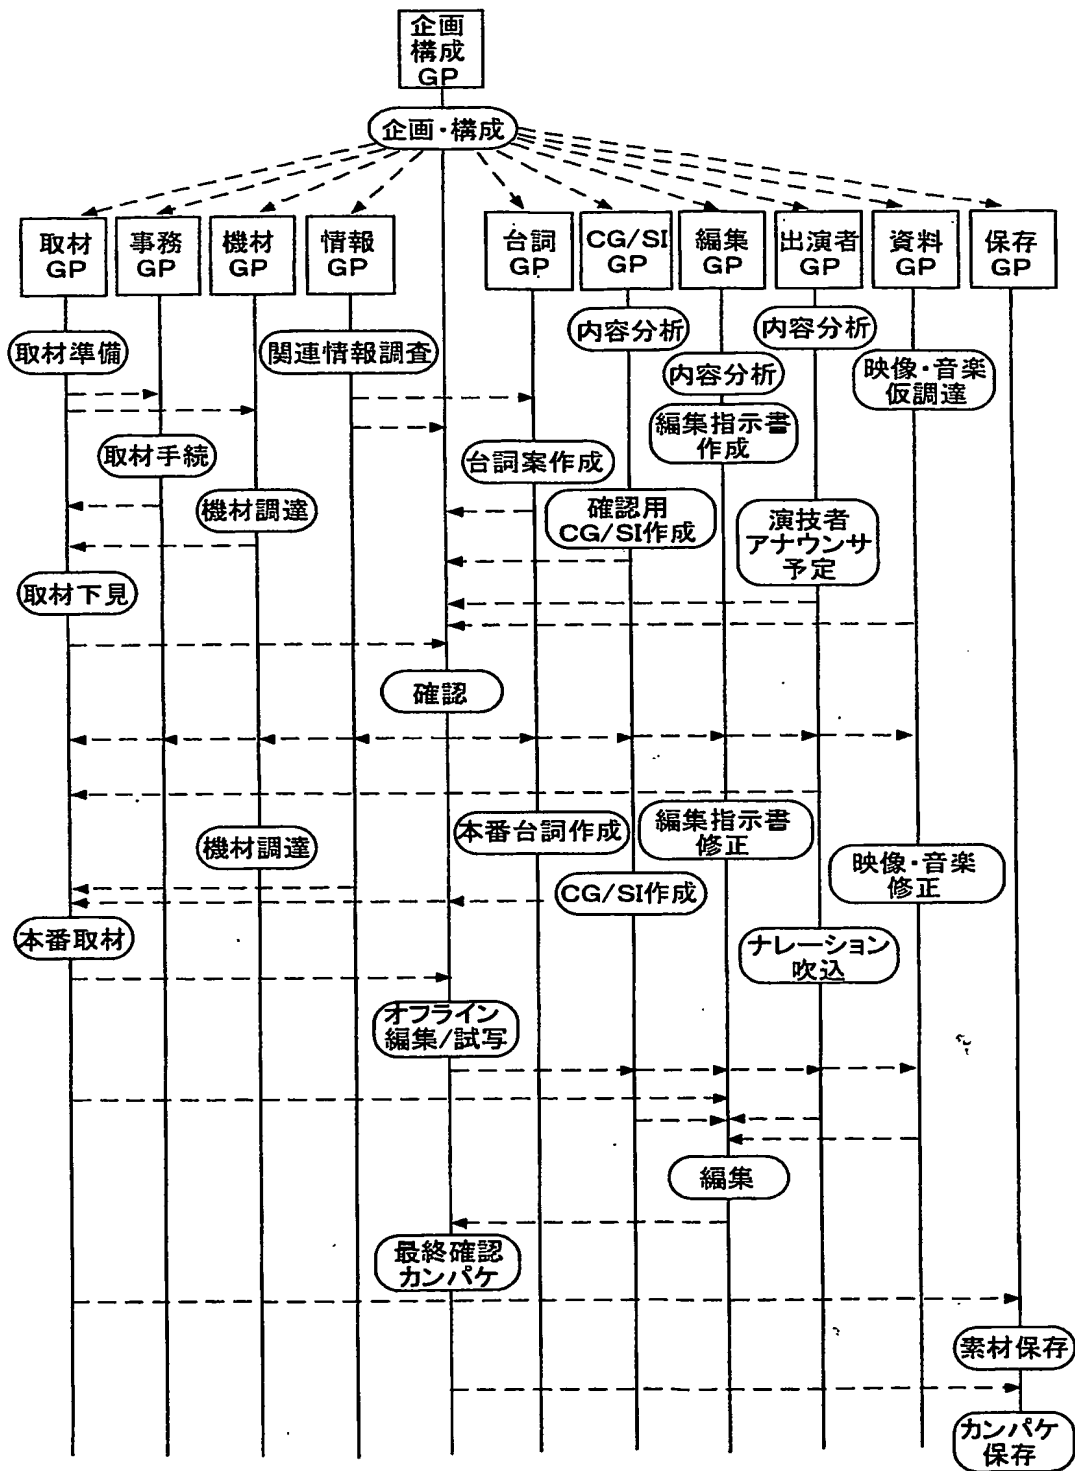 企画
構成
GP
企画・構成
取材
GP
事務
GP
機材
GP
情報
GP
台詞
GP
CG/SI
GP
編集
GP
出演者
GP
資料
GP
保存
GP
取材準備
関連情報調査
内容分析
内容分析
内容分析
映像・音楽
仮調達
取材手続
台詞案作成
編集指示書
作成
機材調達
確認用
CG/SI作成
演技者
アナウンサ
予定
取材下見
確認
機材調達
本番台詞作成
編集指示書
修正
映像・音楽
修正
CG/SI作成
本番取材
ナレーション
吹込
オフライン
編集/試写
編集
最終確認
カンパケ
素材保存
カンパケ
保存